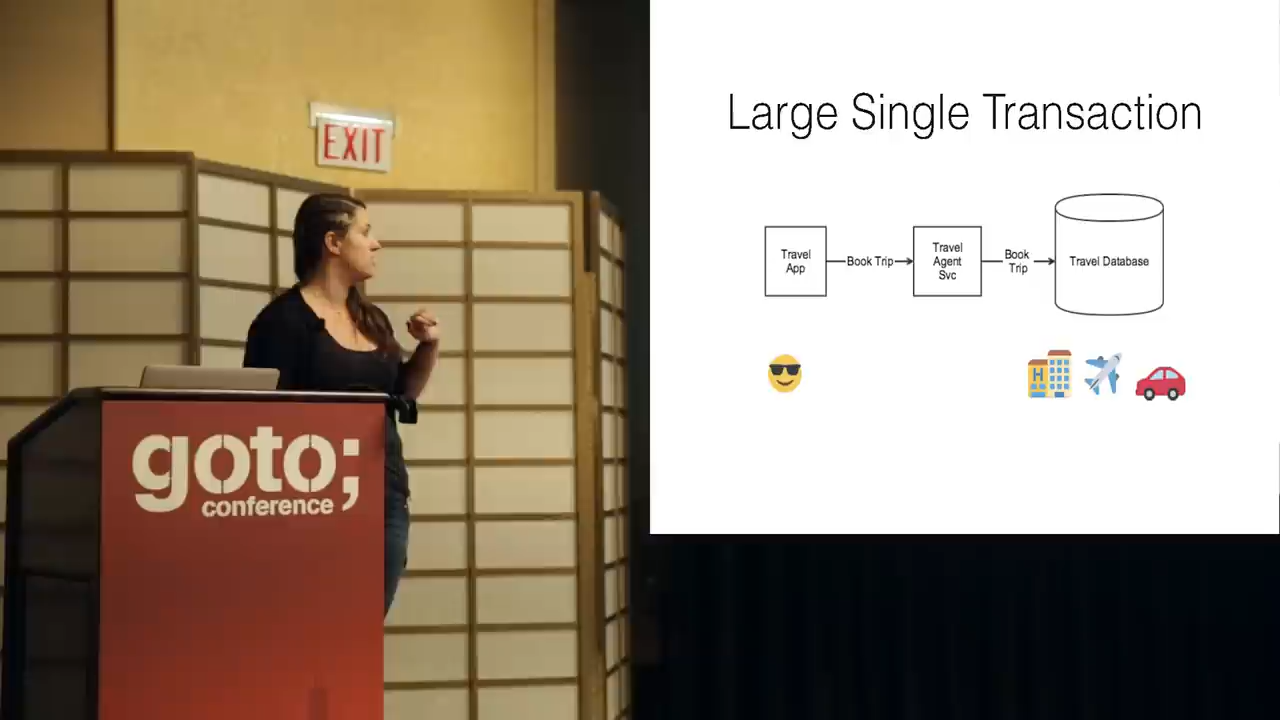 EXIT
goto;
conference
Large Single Transaction
Travel
App
Book Trip
Travel
Agent
Svc
Book
Trip
Travel Database
H